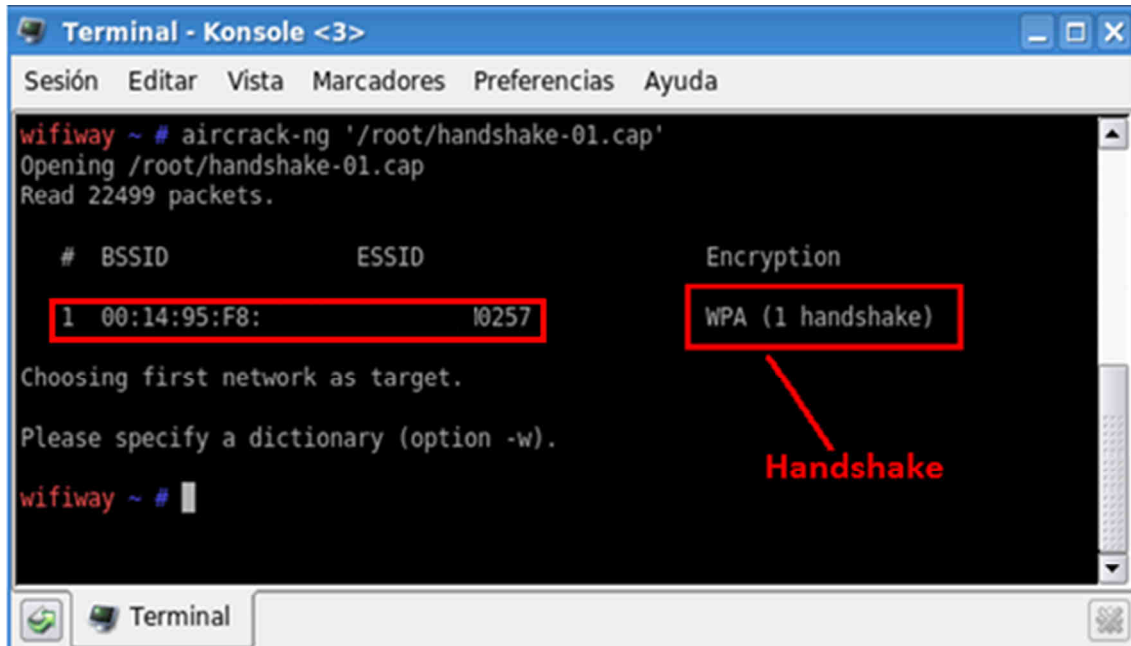 Terminal - Konsole <3>
Sesión Editar Vista Marcadores Preferencias Ayuda
wifiway ~ # aircrack-ng '/root/handshake-01.cap'
Opening /root/handshake-01.cap
Read 22499 packets.
# BSSID ESSID Encryption
1 00:14:95:F8: 0257 WPA (1 handshake)
Choosing first network as target.
Please specify a dictionary (option -w).
Handshake
wifiway ~ #
Terminal